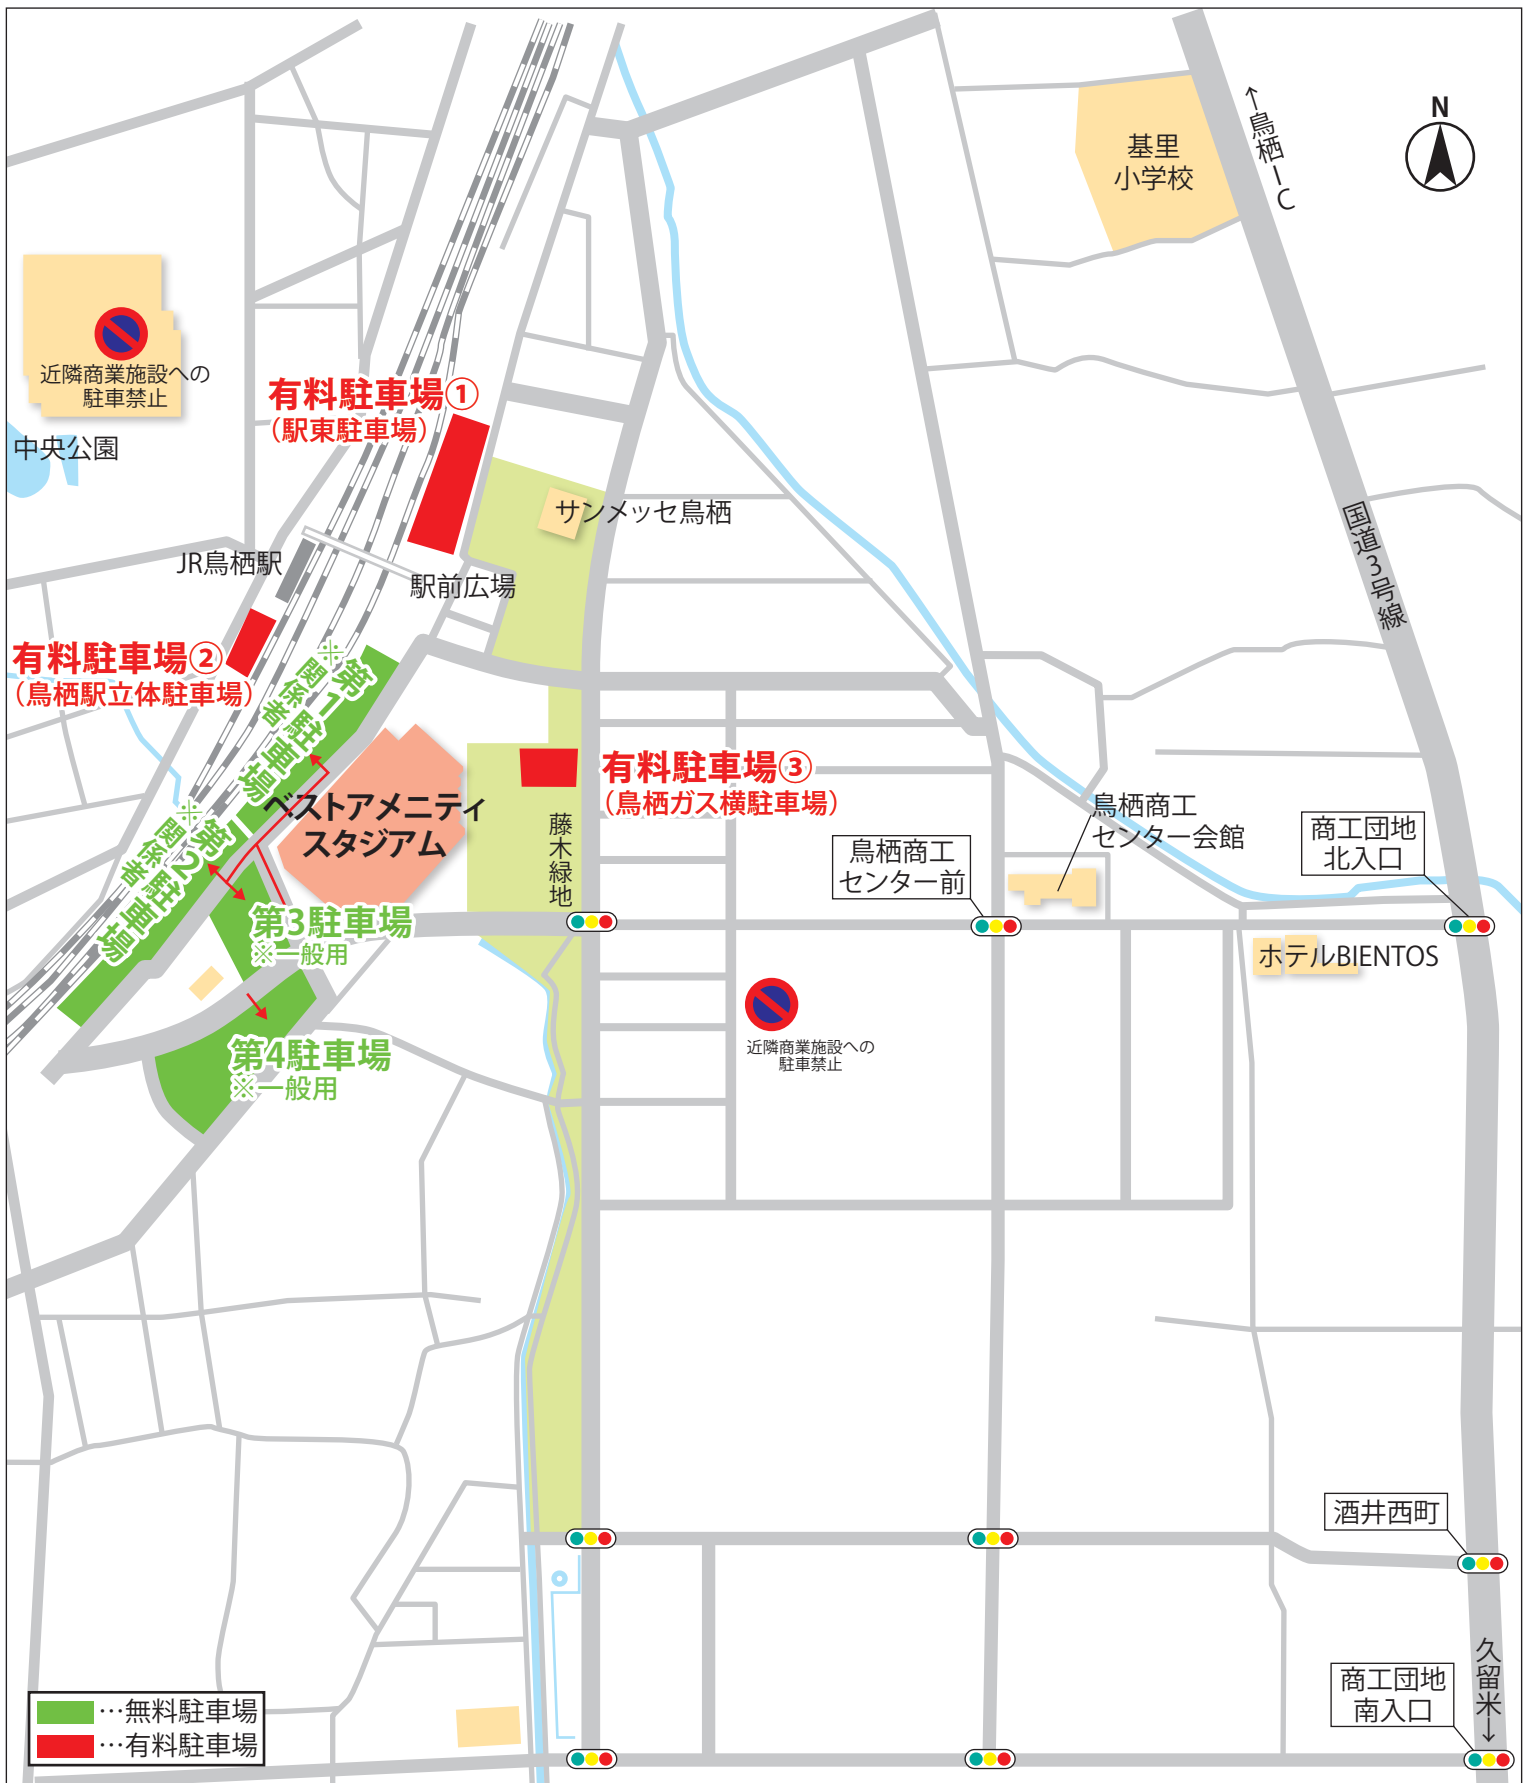 N
↑鳥栖IC
基里
小学校
近隣商業施設への
駐車禁止
有料駐車場①
（駅東駐車場）
中央公園
サンメッセ鳥栖
国道3号線
JR鳥栖駅
駅前広場
有料駐車場②
（鳥栖駅立体駐車場）
第1駐車場
※関係者
有料駐車場③
（鳥栖ガス横駐車場）
ベストアメニティ
スタジアム
藤木緑地
鳥栖商工
センター会館
鳥栖商工
センター前
商工団地
北入口
第2駐車場
※関係者
第3駐車場
※一般用
ホテルBIENTOS
近隣商業施設への
駐車禁止
第4駐車場
※一般用
酒井西町
久留米↓
商工団地
南入口
…無料駐車場
…有料駐車場